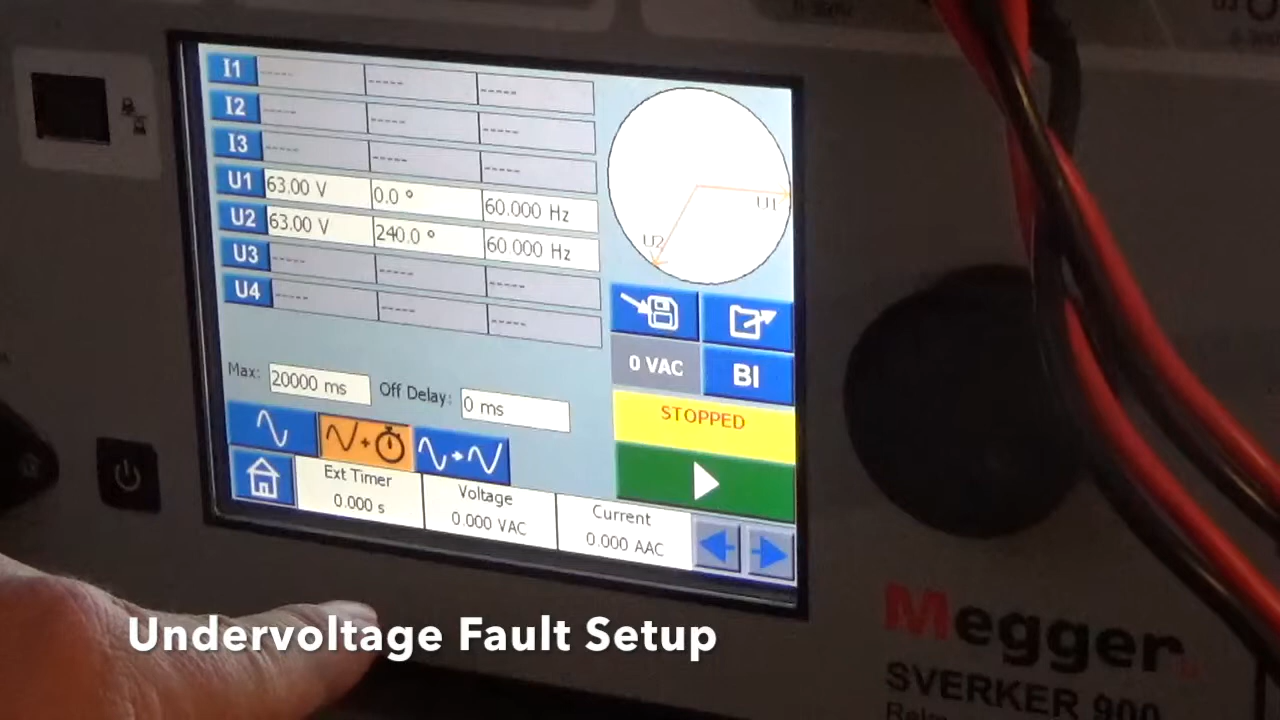 I1 ----- ----- -----
I2 ----- ----- -----
I3 ----- ----- -----
U1 63.00 V 0.0 ° 60.000 Hz
U2 63.00 V 240.0 ° 60.000 Hz
U3 ----- ----- -----
U4 ----- ----- -----
U1
U2
0 VAC
BI
Max: 20000 ms Off Delay: 0 ms
STOPPED
Ext Timer
0.000 s
Voltage
0.000 VAC
Current
0.000 AAC
Undervoltage Fault Setup
Megger
SVERKER 900